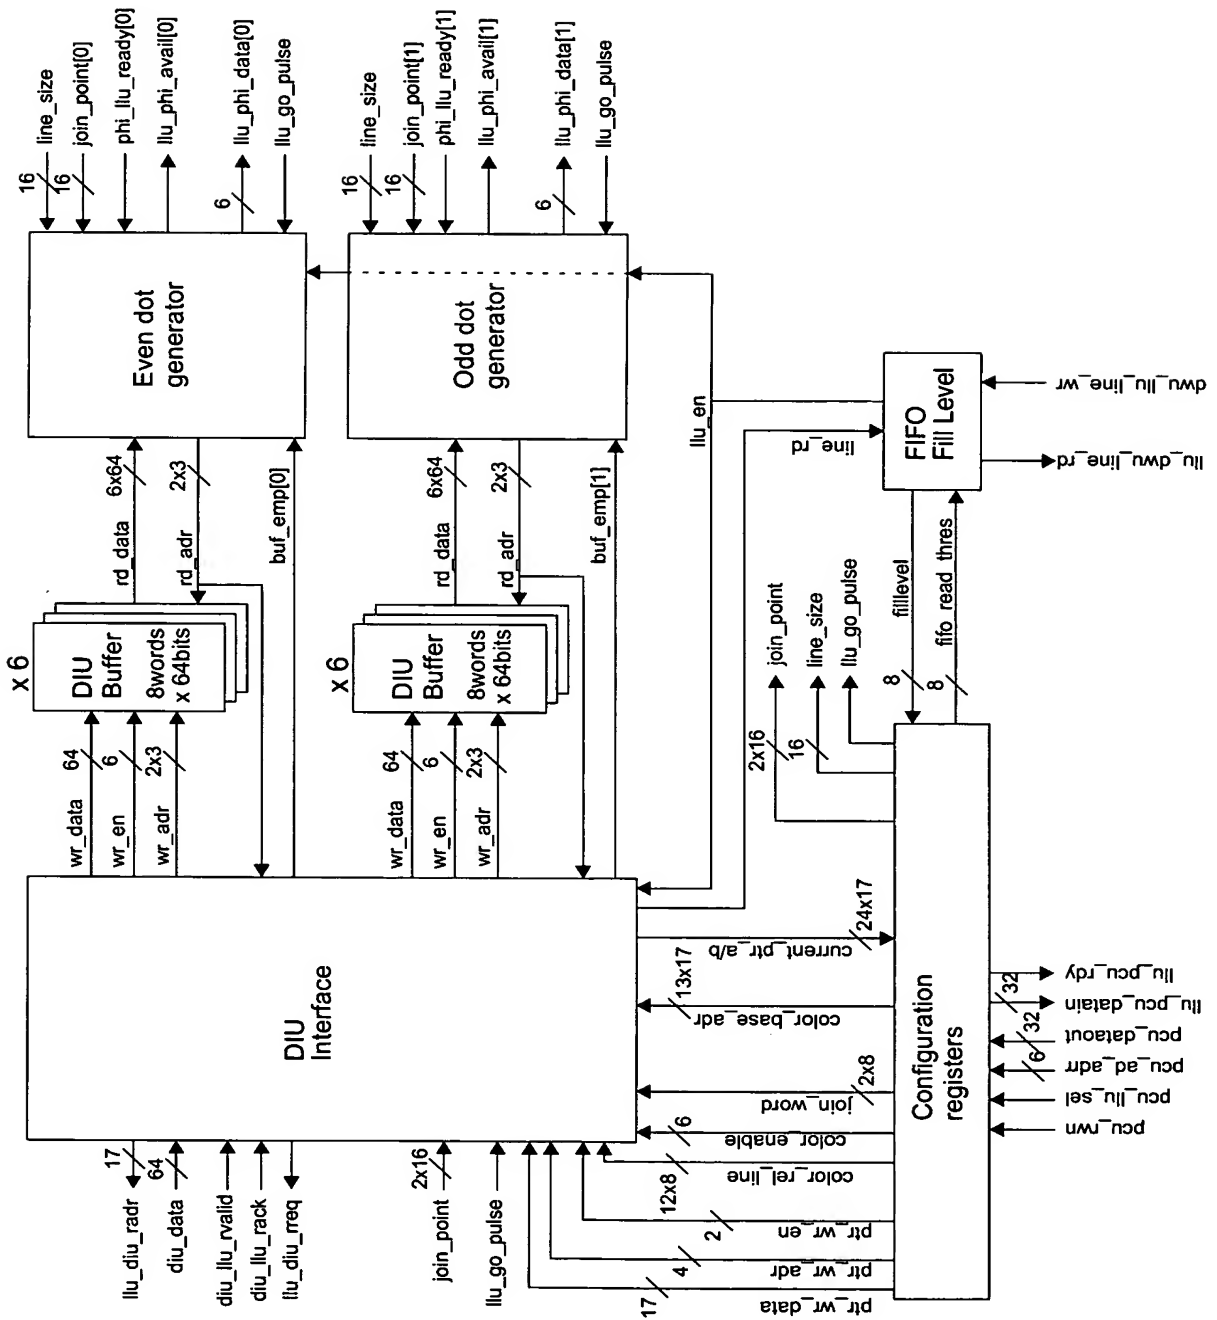 line_size
16
join_point[0]
16
phi_llu_ready[0]
llu_phi_avail[0]
llu_phi_data[0]
6
llu_go_pulse
line_size
16
join_point[1]
16
phi_llu_ready[1]
llu_phi_avail[1]
llu_phi_data[1]
6
llu_go_pulse
Even dot
generator
Odd dot
generator
rd_data
6x64
rd_adr
2x3
buf_emp[0]
rd_data
6x64
rd_adr
2x3
buf_emp[1]
llu_en
line_rd
FIFO
Fill Level
dwu_llu_line_wr
llu_dwu_line_rd
x 6
DIU
Buffer
8words
x 64bits
x 6
DIU
Buffer
8words
x 64bits
join_point
2x16
line_size
16
llu_go_pulse
filllevel
8
fifo_read_thres
8
wr_data
64
wr_en
6
wr_adr
2x3
wr_data
64
wr_en
6
wr_adr
2x3
DIU
Interface
current_ptr_a/b
24x17
color_base_adr
13x17
join_word
2x8
color_enable
6
color_rel_line
12x8
ptr_wr_en
2
ptr_wr_adr
4
ptr_wr_data
17
Configuration
registers
llu_pcu_rdy
llu_pcu_datain
32
pcu_dataout
32
pcu_ad_adrr
6
pcu_llu_sel
pcu_rwn
llu_diu_radr
17
diu_data
64
diu_llu_rvalid
diu_llu_rack
llu_diu_rreq
join_point
2x16
llu_go_pulse